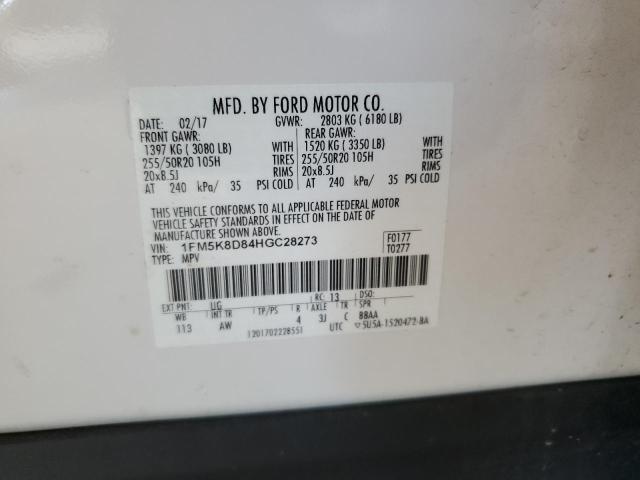 MFD. BY FORD MOTOR CO.
DATE: 02/17 GVWR: 2803 KG ( 6180 LB)
FRONT GAWR: REAR GAWR:
1397 KG ( 3080 LB) WITH 1520 KG ( 3350 LB) WITH
255/50R20 105H TIRES 255/50R20 105H TIRES
20x8.5J RIMS 20x8.5J RIMS
AT 240 kPa/ 35 PSI COLD AT 240 kPa/ 35 PSI COLD
THIS VEHICLE CONFORMS TO ALL APPLICABLE FEDERAL MOTOR
VEHICLE SAFETY STANDARDS IN EFFECT ON THE DATE OF
MANUFACTURE SHOWN ABOVE.
VIN: 1FM5K8D84HGC28273 F0177
TYPE: MPV T0277
EXT PNT: UG RC: 13 DSO:
WB INT TR TP/PS R AXLE TR SPR
113 AW 4 3J C BBAA
1201702228551 UTC 5U5A-1520472-BA